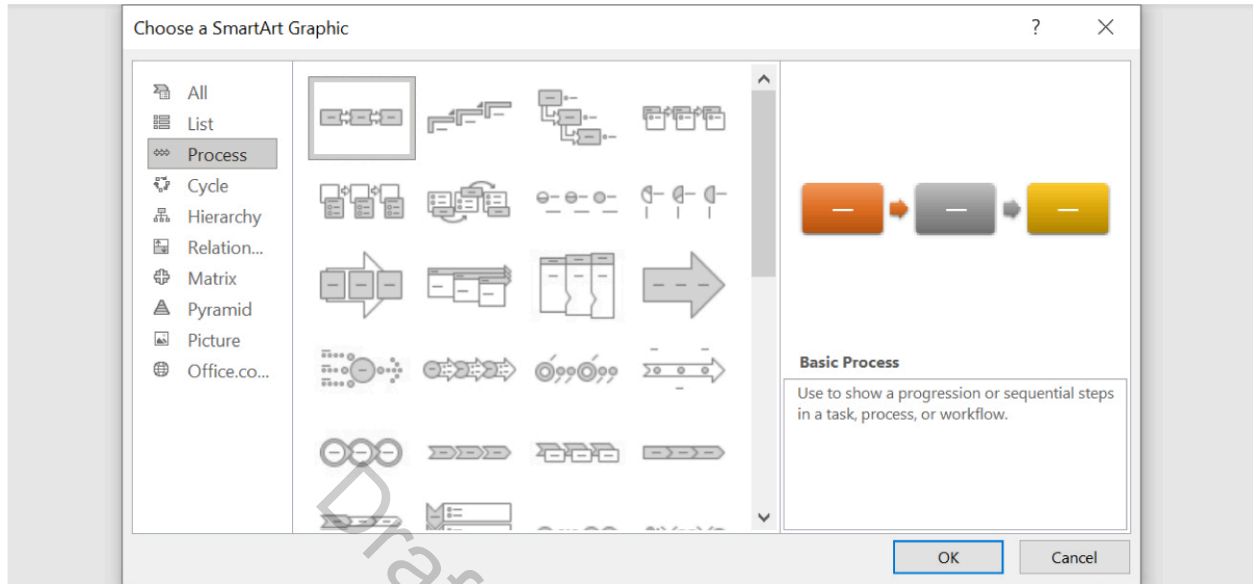 Choose a SmartArt Graphic
?
All
List
Process
Cycle
Hierarchy
Relation...
Matrix
Pyramid
Picture
Office.co...
Basic Process
Use to show a progression or sequential steps
in a task, process, or workflow.
OK
Cancel